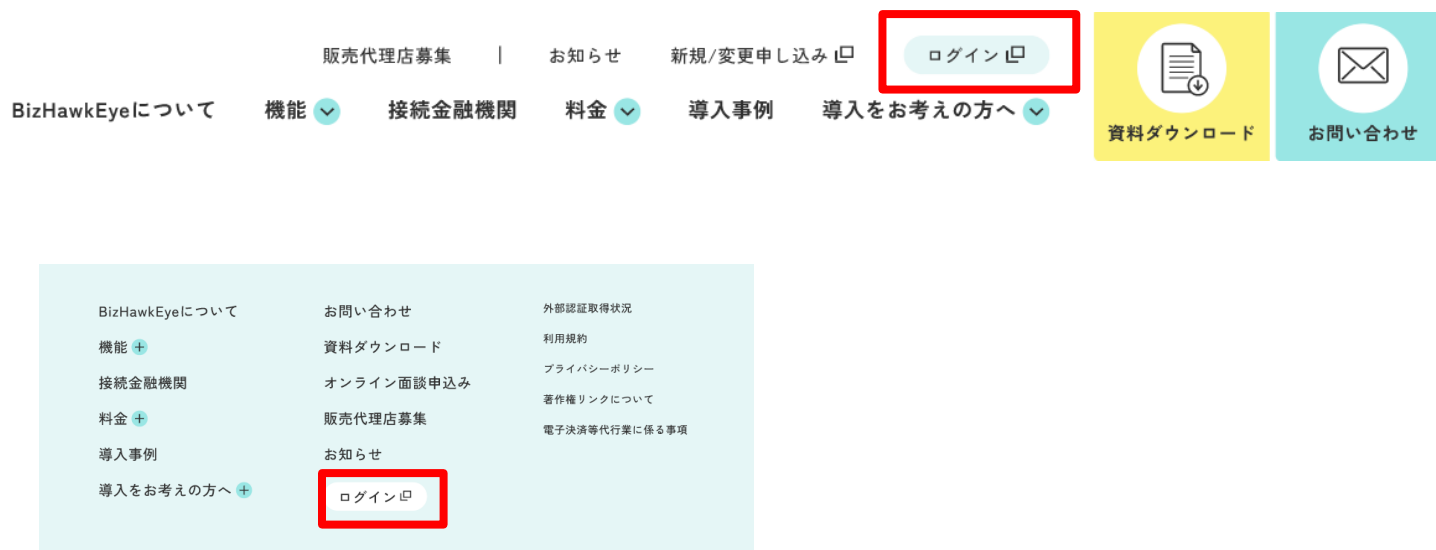 販売代理店募集 | お知らせ 新規/変更申し込み ログイン
BizHawkEyeについて 機能 接続金融機関 料金 導入事例 導入をお考えの方へ
資料ダウンロード お問い合わせ
BizHawkEyeについて
機能
接続金融機関
料金
導入事例
導入をお考えの方へ
お問い合わせ
資料ダウンロード
オンライン面談申込み
販売代理店募集
お知らせ
ログイン
外部認証取得状況
利用規約
プライバシーポリシー
著作権リンクについて
電子決済等代行業に係る事項